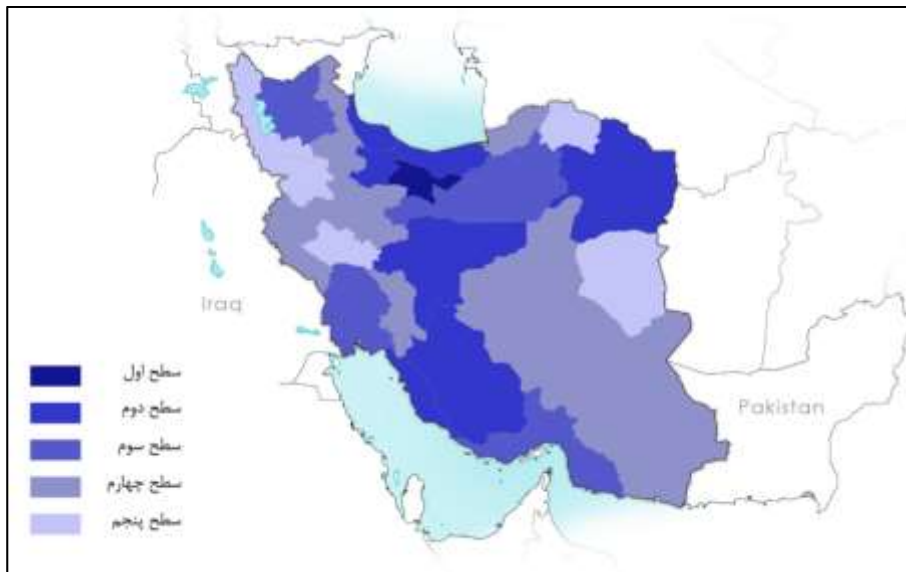 Iraq
Pakistan
سطح اول
سطح دوم
سطح سوم
سطح چهارم
سطح پنجم